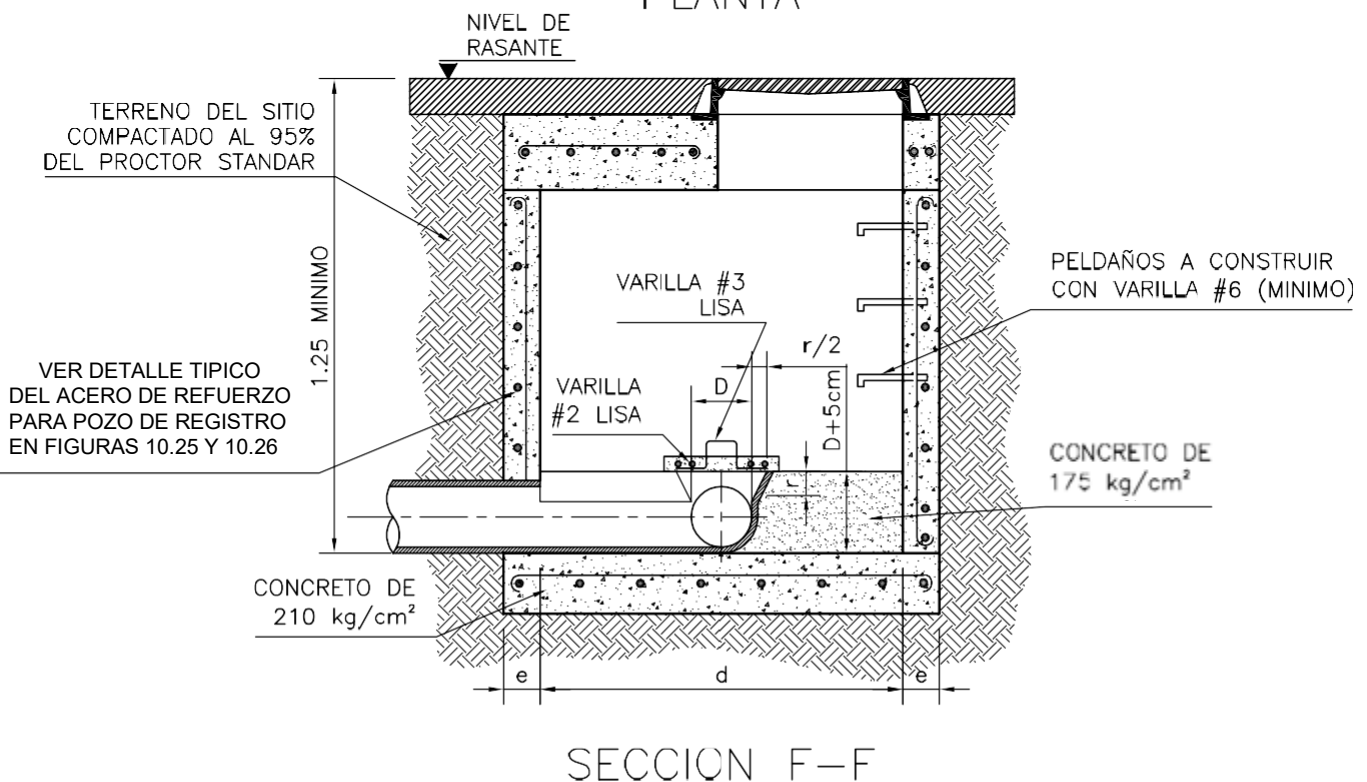 PLANTA
NIVEL DE
RASANTE
TERRENO DEL SITIO
COMPACTADO AL 95%
DEL PROCTOR STANDAR
1.25 MINIMO
VARILLA #3
LISA
PELDAÑOS A CONSTRUIR
CON VARILLA #6 (MINIMO)
r/2
VER DETALLE TIPICO
DEL ACERO DE REFUERZO
PARA POZO DE REGISTRO
EN FIGURAS 10.25 Y 10.26
VARILLA
#2 LISA
D
D+5cm
r
CONCRETO DE
175 kg/cm²
CONCRETO DE
210 kg/cm²
e
d
e
SECCION F-F